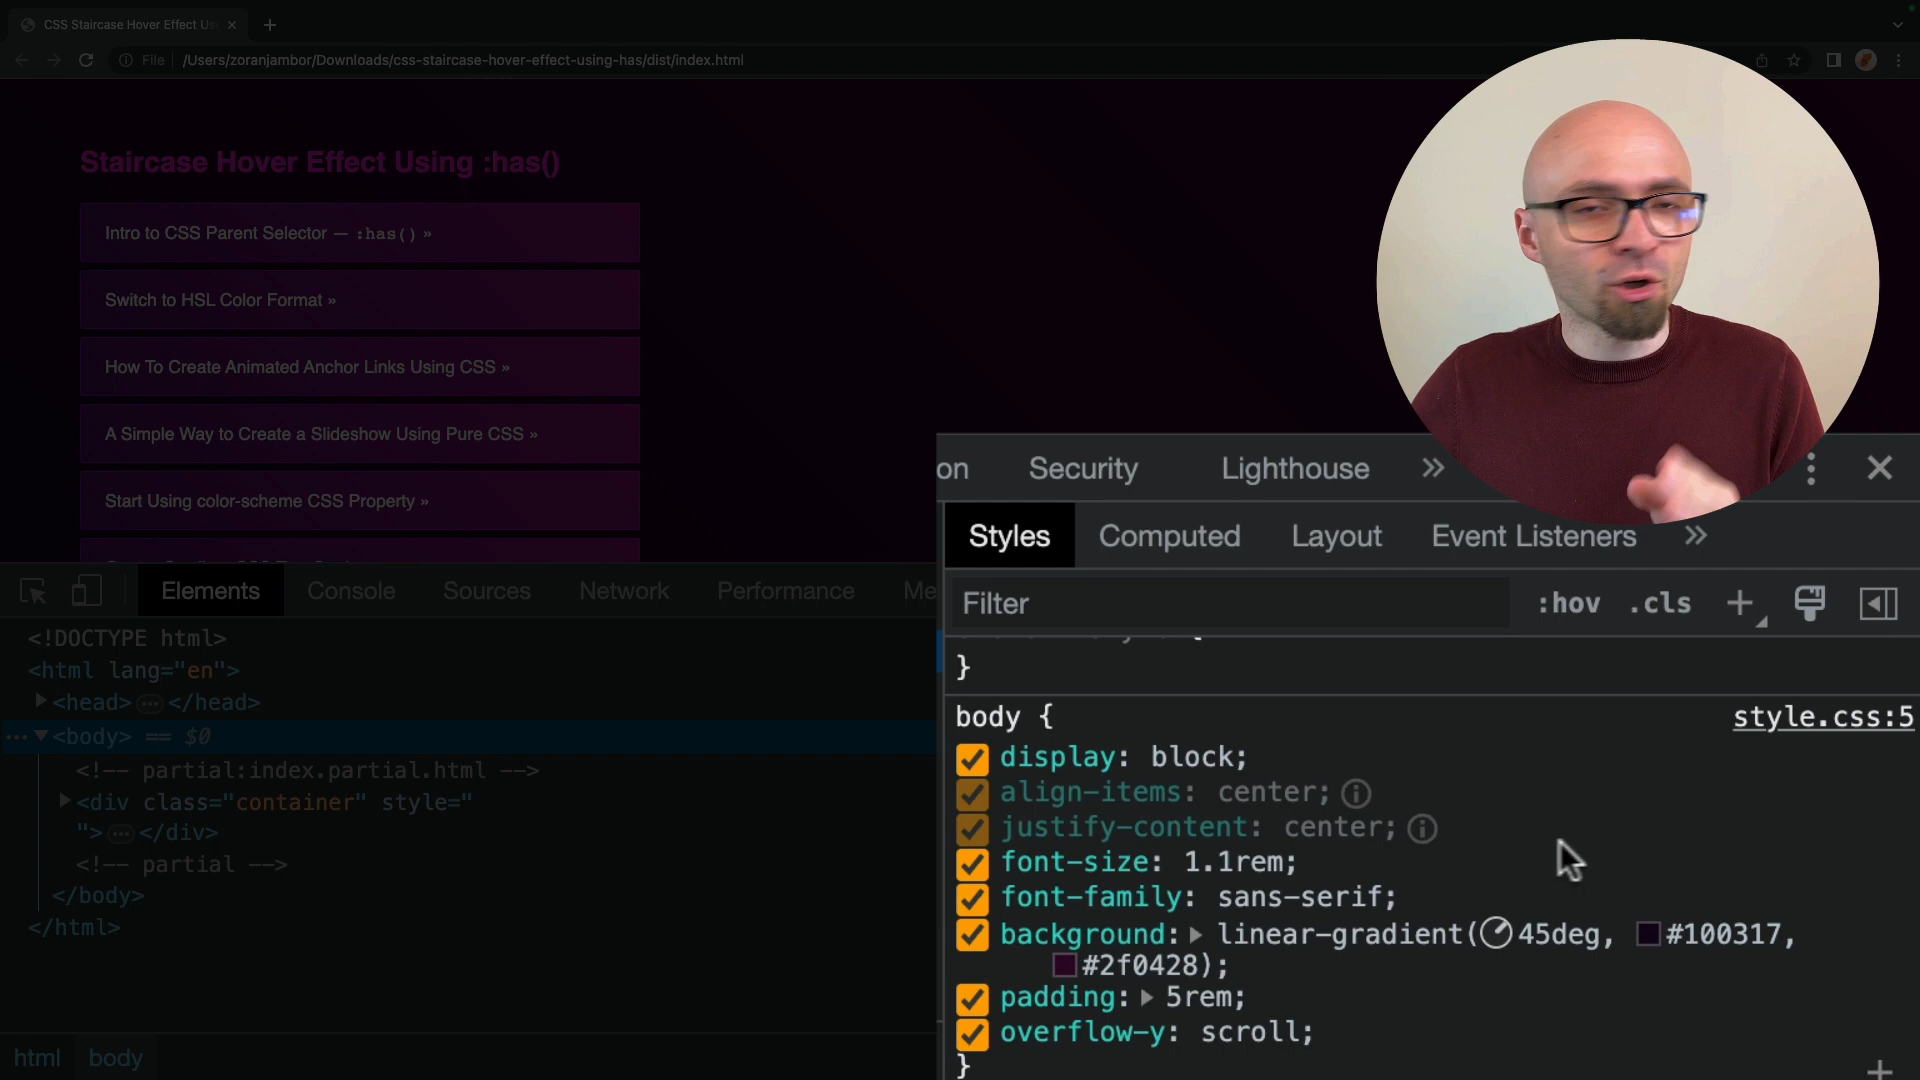 CSS Staircase Hover Effect Us
File /Users/zoranjambor/Downloads/css-staircase-hover-effect-using-has/dist/index.html
Staircase Hover Effect Using :has()
Intro to CSS Parent Selector — :has() »
Switch to HSL Color Format »
How To Create Animated Anchor Links Using CSS »
A Simple Way to Create a Slideshow Using Pure CSS »
Start Using color-scheme CSS Property »
on Security Lighthouse »
Styles Computed Layout Event Listeners »
Elements Console Sources Network Performance Me
Filter :hov .cls +
<!DOCTYPE html>
<html lang="en">
<head> … </head>
… <body> == $0
<!-- partial:index.partial.html -->
<div class="container" style="
"> … </div>
<!-- partial -->
</body>
</html>
html body
}
body { style.css:5
display: block;
align-items: center;
justify-content: center;
font-size: 1.1rem;
font-family: sans-serif;
background: linear-gradient(45deg, #100317,
#2f0428);
padding: 5rem;
overflow-y: scroll;
}